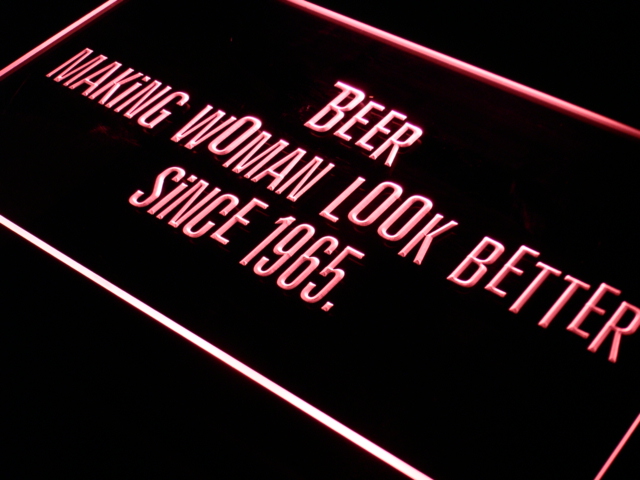 BEER
MAKiNG WOMAN LOOK BETTER
SiNCE 1965.